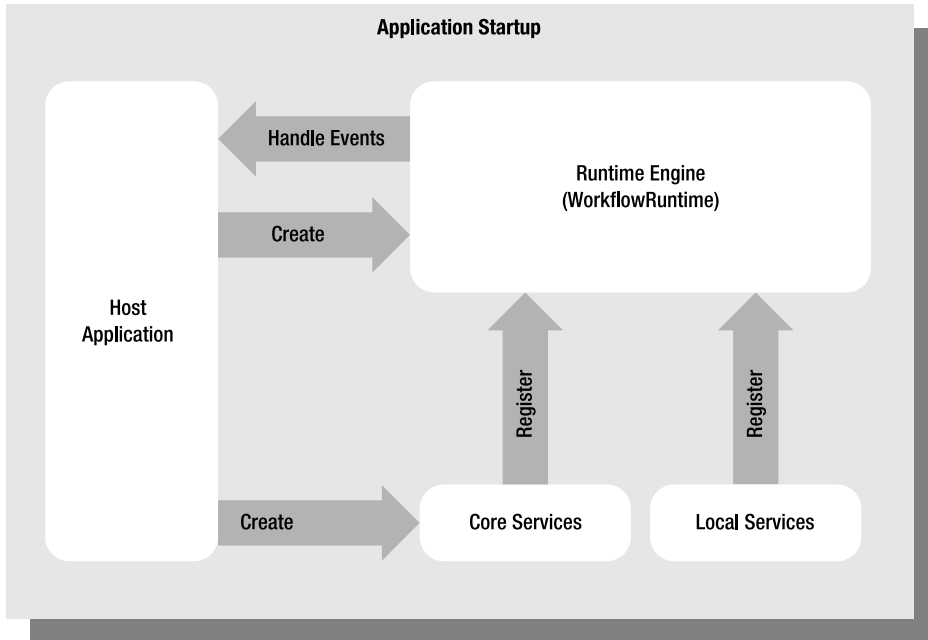 Application Startup
Handle Events
Runtime Engine
(WorkflowRuntime)
Create
Host
Application
Register
Register
Create
Core Services
Local Services